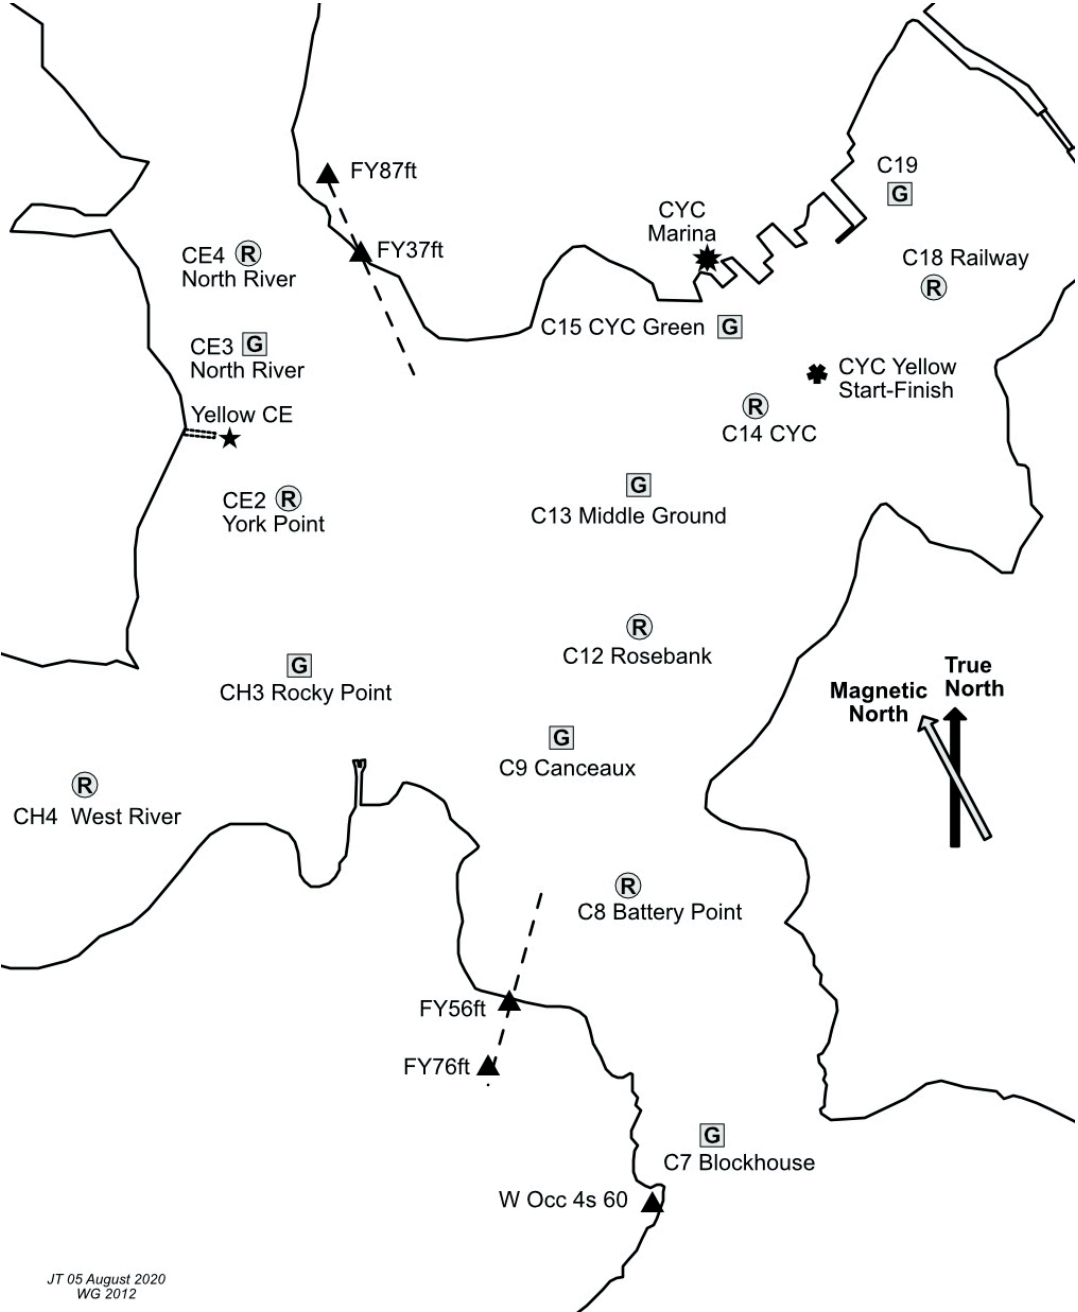 C19
G
FY87ft
CYC
Marina
FY37ft
CE4 R
North River
C18 Railway
R
C15 CYC Green G
CE3 G
North River
CYC Yellow
Start-Finish
R
C14 CYC
Yellow CE
G
C13 Middle Ground
CE2 R
York Point
R
C12 Rosebank
G
CH3 Rocky Point
True
North
Magnetic
North
G
C9 Canceaux
R
CH4 West River
R
C8 Battery Point
FY56ft
FY76ft
G
C7 Blockhouse
W Occ 4s 60
JT 05 August 2020
WG 2012